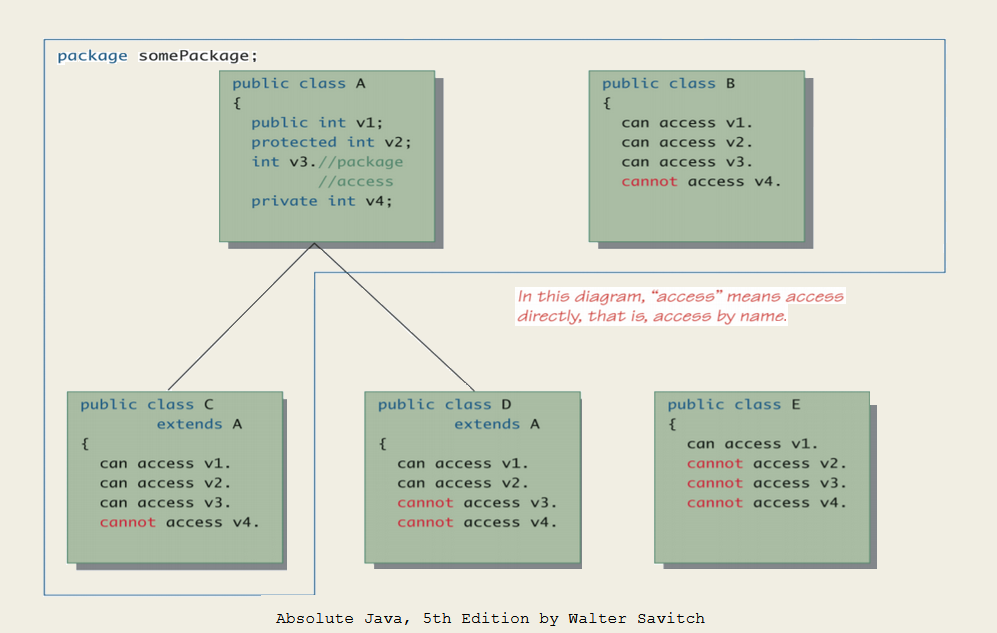 package somePackage;
public class A
{
public int v1;
protected int v2;
int v3.//package
//access
private int v4;
public class B
{
can access v1.
can access v2.
can access v3.
cannot access v4.
In this diagram, “access” means access
directly, that is, access by name.
public class C
extends A
{
can access v1.
can access v2.
can access v3.
cannot access v4.
public class D
extends A
{
can access v1.
can access v2.
cannot access v3.
cannot access v4.
public class E
{
can access v1.
cannot access v2.
cannot access v3.
cannot access v4.
Absolute Java, 5th Edition by Walter Savitch